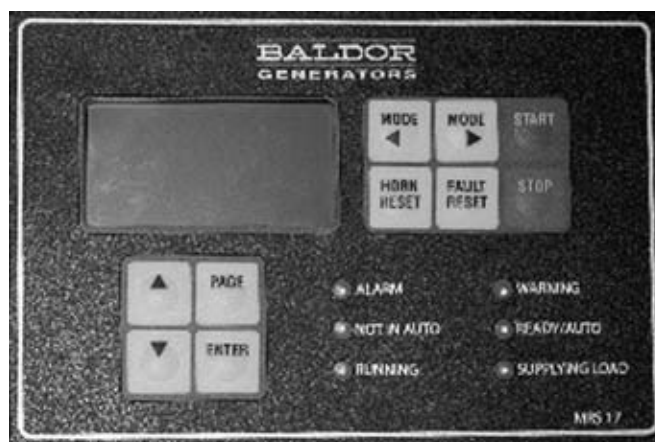 BALDOR
GENERATORS
MODE MODE START
HORN RESET FAULT RESET STOP
PAGE
ENTER
ALARM WARNING
NOT IN AUTO READY/AUTO
RUNNING SUPPLYING LOAD
MRS 17